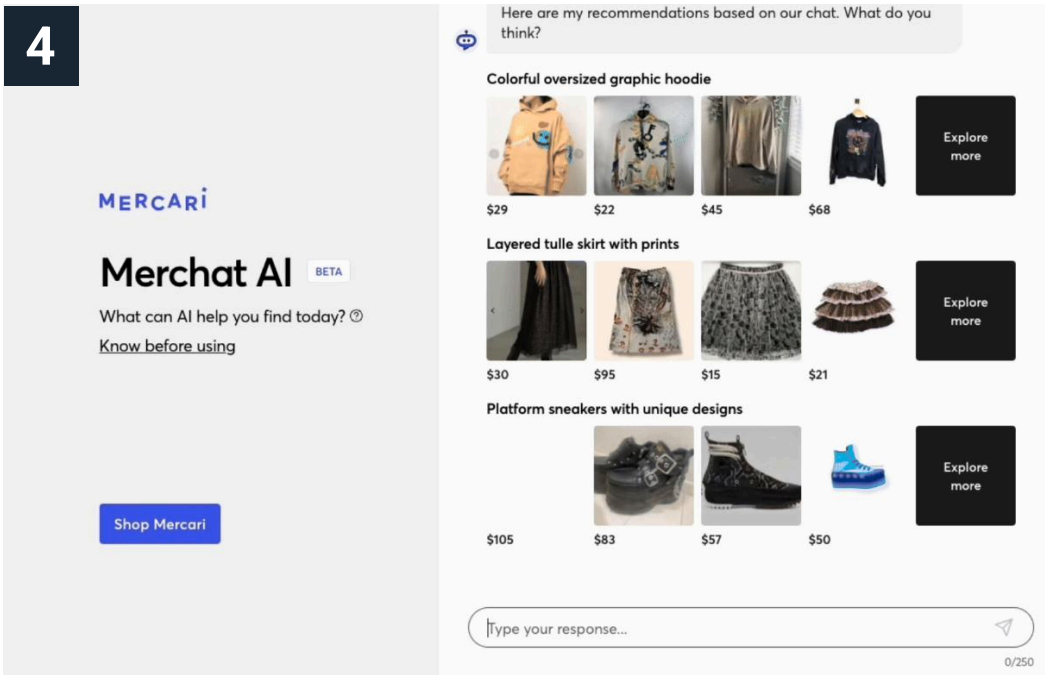 4
MERCARI
Merchat AI BETA
What can AI help you find today? ?
Know before using
Shop Mercari
Here are my recommendations based on our chat. What do you
think?
Colorful oversized graphic hoodie
Explore
more
$29 $22 $45 $68
Layered tulle skirt with prints
Explore
more
$30 $95 $15 $21
Platform sneakers with unique designs
Explore
more
$105 $83 $57 $50
Type your response...
0/250